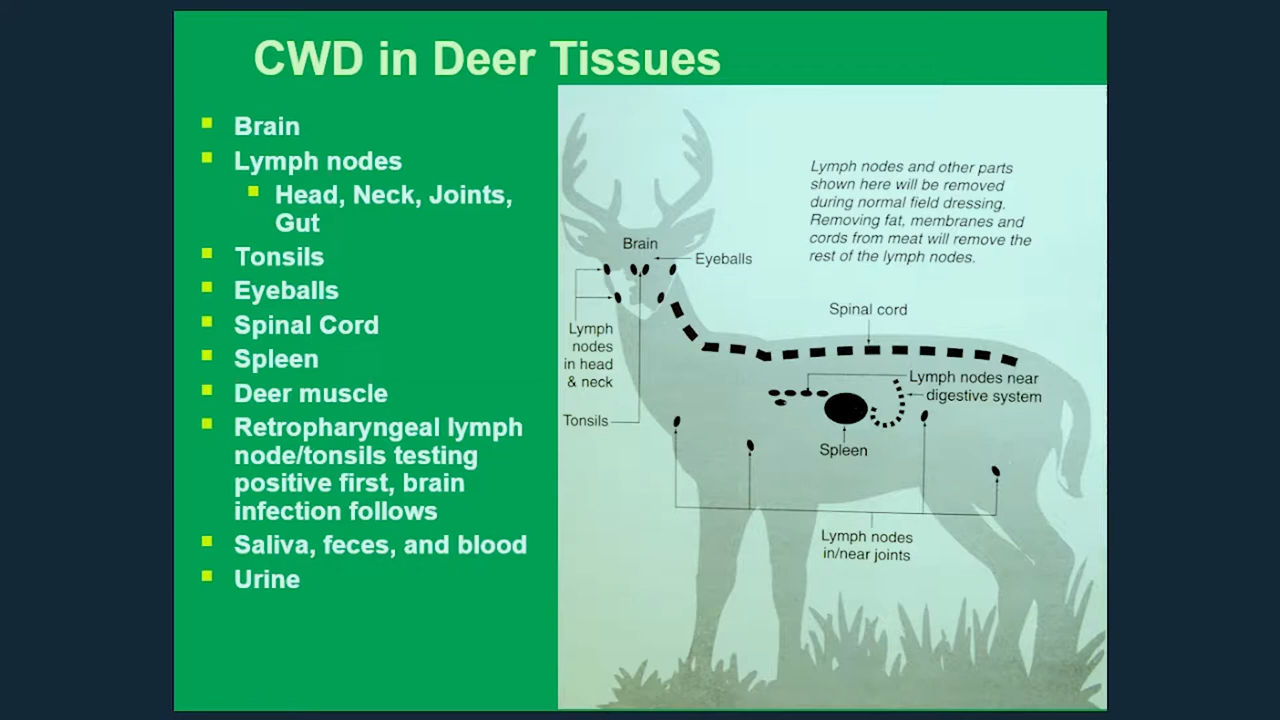 CWD in Deer Tissues
Brain
Lymph nodes
Head, Neck, Joints,
Gut
Tonsils
Eyeballs
Spinal Cord
Spleen
Deer muscle
Retropharyngeal lymph
node/tonsils testing
positive first, brain
infection follows
Saliva, feces, and blood
Urine
Lymph nodes and other parts
shown here will be removed
during normal field dressing.
Removing fat, membranes and
cords from meat will remove the
rest of the lymph nodes.
Brain
Eyeballs
Spinal cord
Lymph
nodes
in head
& neck
Lymph nodes near
digestive system
Tonsils
Spleen
Lymph nodes
in/near joints